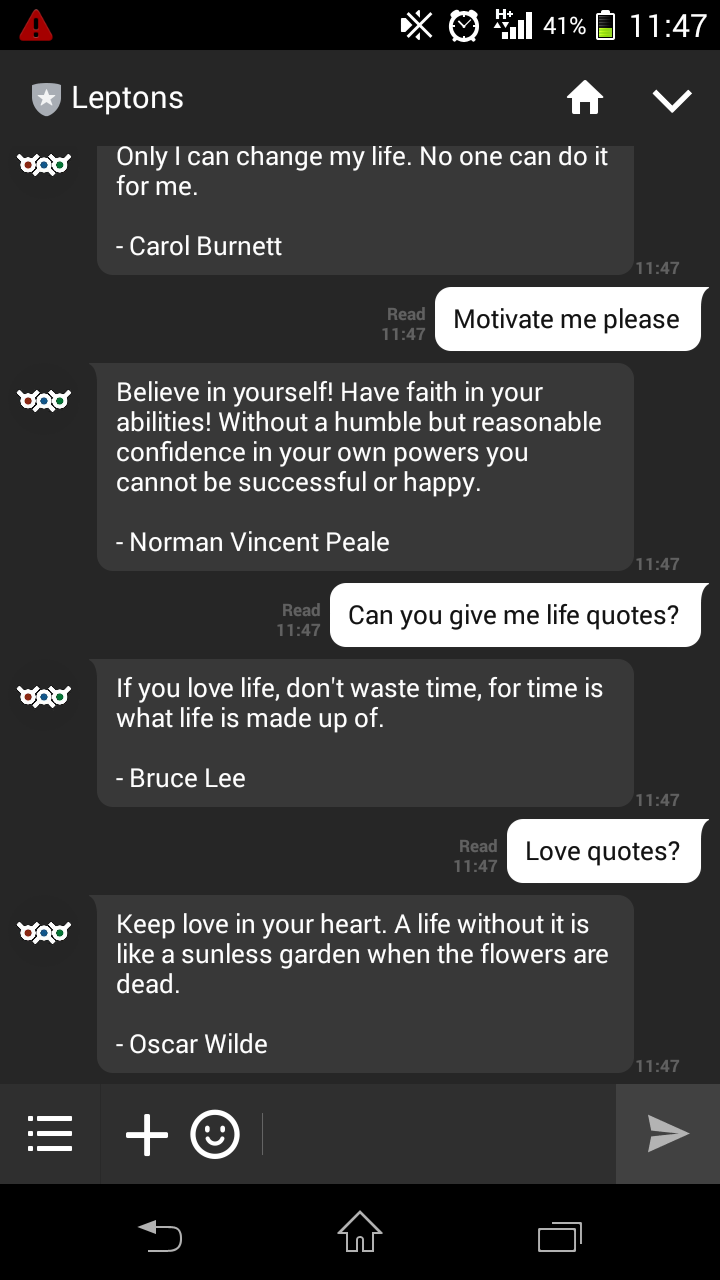 H+ 41% 11:47
Leptons
Only I can change my life. No one can do it
for me.
- Carol Burnett
11:47
Read
11:47
Motivate me please
Believe in yourself! Have faith in your
abilities! Without a humble but reasonable
confidence in your own powers you
cannot be successful or happy.
- Norman Vincent Peale
11:47
Read
11:47
Can you give me life quotes?
If you love life, don't waste time, for time is
what life is made up of.
- Bruce Lee
11:47
Read
11:47
Love quotes?
Keep love in your heart. A life without it is
like a sunless garden when the flowers are
dead.
- Oscar Wilde
11:47